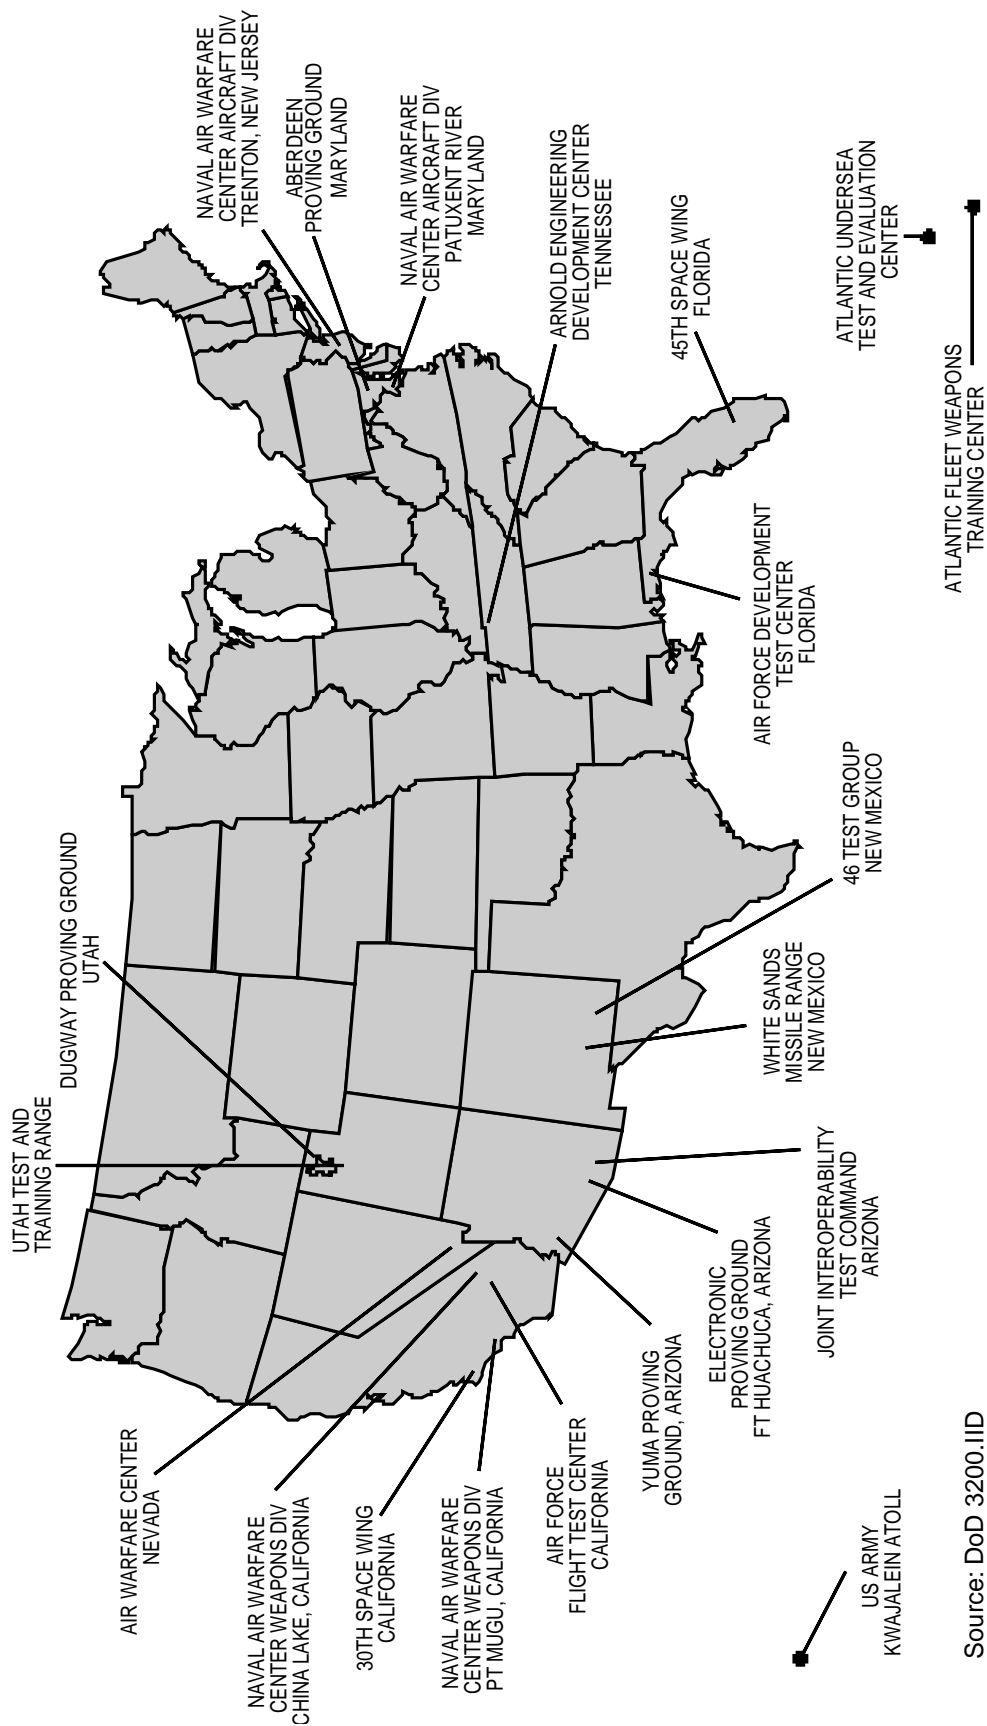 UTAH TEST AND
TRAINING RANGE
DUGWAY PROVING GROUND
UTAH
AIR WARFARE CENTER
NEVADA
NAVAL AIR WARFARE
CENTER WEAPONS DIV
CHINA LAKE, CALIFORNIA
30TH SPACE WING
CALIFORNIA
NAVAL AIR WARFARE
CENTER WEAPONS DIV
PT MUGU, CALIFORNIA
AIR FORCE
FLIGHT TEST CENTER
CALIFORNIA
YUMA PROVING
GROUND, ARIZONA
ELECTRONIC
PROVING GROUND
FT HUACHUCA, ARIZONA
JOINT INTEROPERABILITY
TEST COMMAND
ARIZONA
WHITE SANDS
MISSILE RANGE
NEW MEXICO
46 TEST GROUP
NEW MEXICO
AIR FORCE DEVELOPMENT
TEST CENTER
FLORIDA
45TH SPACE WING
FLORIDA
ARNOLD ENGINEERING
DEVELOPMENT CENTER
TENNESSEE
NAVAL AIR WARFARE
CENTER AIRCRAFT DIV
PATUXENT RIVER
MARYLAND
ABERDEEN
PROVING GROUND
MARYLAND
NAVAL AIR WARFARE
CENTER AIRCRAFT DIV
TRENTON, NEW JERSEY
ATLANTIC UNDERSEA
TEST AND EVALUATION
CENTER
ATLANTIC FLEET WEAPONS
TRAINING CENTER
US ARMY
KWAJALEIN ATOLL
Source: DoD 3200.IID